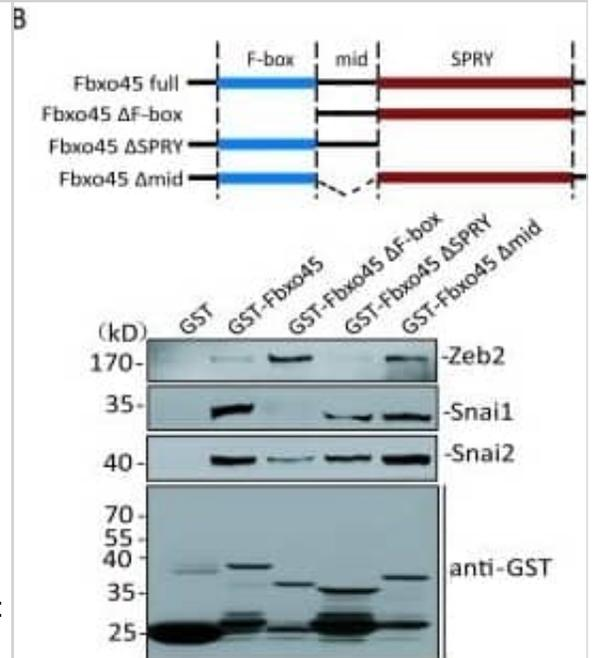 B
F-box mid SPRY
Fbxo45 full
Fbxo45 ΔF-box
Fbxo45 ΔSPRY
Fbxo45 Δmid
GST
GST-Fbxo45
GST-Fbxo45 ΔF-box
GST-Fbxo45 ΔSPRY
GST-Fbxo45 Δmid
(kD)
170- -Zeb2
35- -Snai1
40- -Snai2
70-
55-
40-
anti-GST
35-
25-